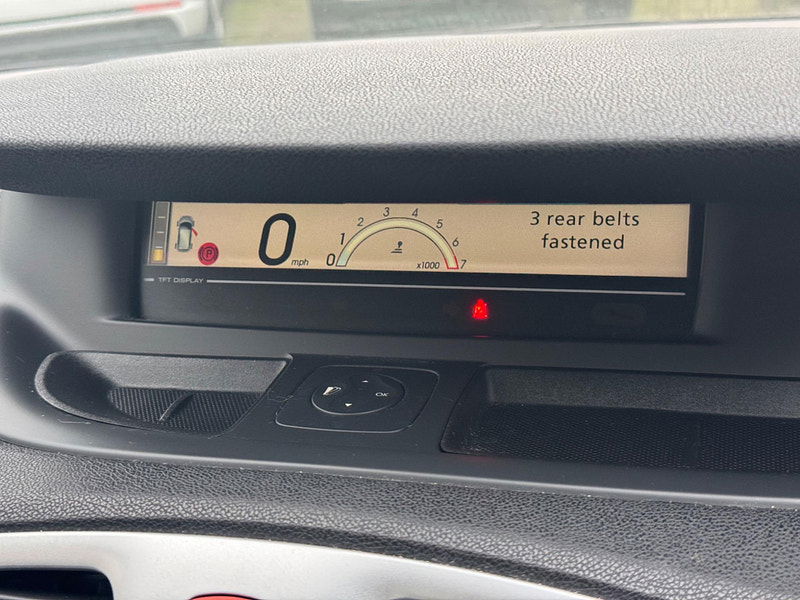 P
0 mph
0 1 2 3 4 5 6 7
x1000
3 rear belts
fastened
TFT DISPLAY
OK